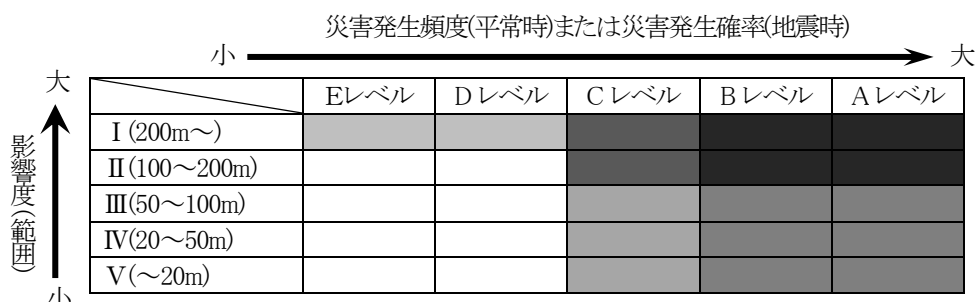 災害発生頻度(平常時)または災害発生確率(地震時)
小 大
大
Eレベル Dレベル Cレベル Bレベル Aレベル
Ⅰ(200m～)
Ⅱ(100～200m)
Ⅲ(50～100m)
Ⅳ(20～50m)
Ⅴ(～20m)
影響度(範囲)
小